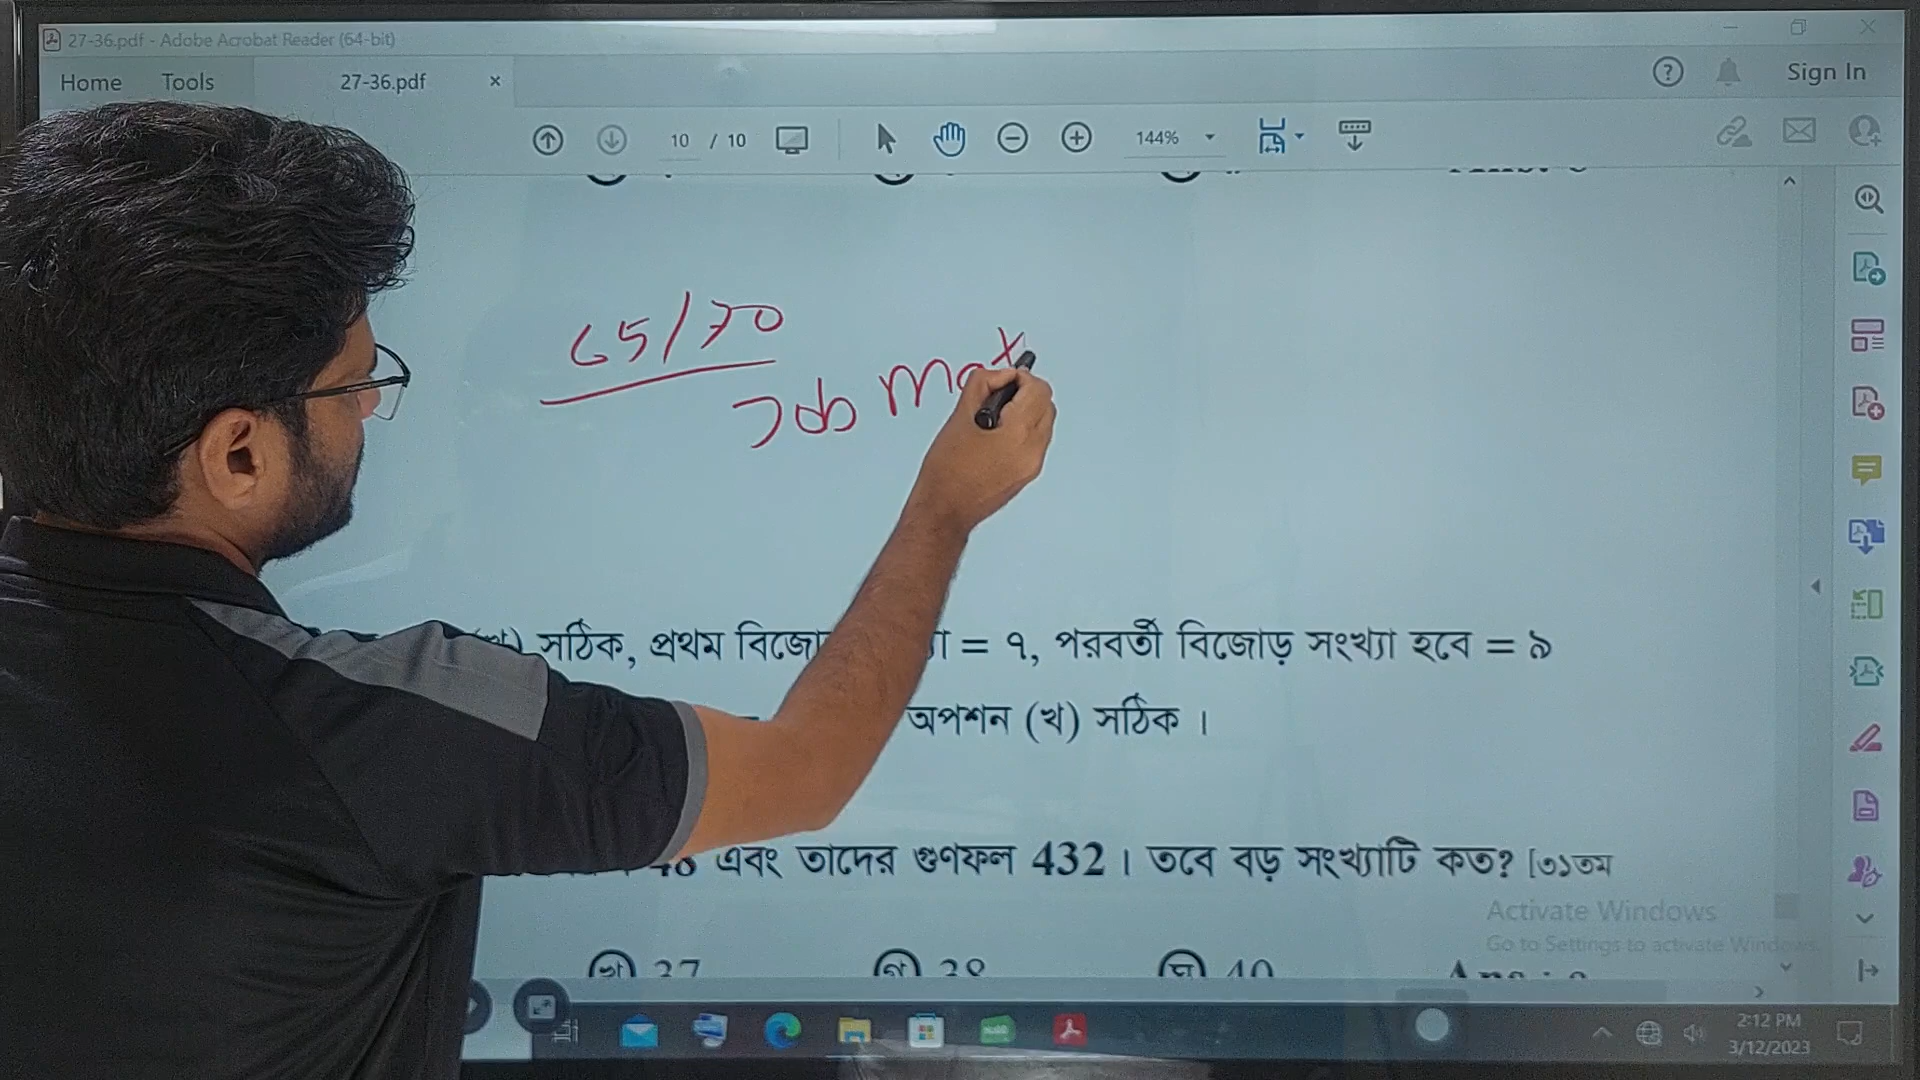 27-36.pdf - Adobe Acrobat Reader (64-bit)
Home Tools 27-36.pdf × Sign In
10 / 10 144%
65/70
Job Mat
সঠিক, প্রথম বিজো = ৭, পরবর্তী বিজোড় সংখ্যা হবে = ৯
অপশন (খ) সঠিক ।
48 এবং তাদের গুণফল 432 । তবে বড় সংখ্যাটি কত? [৩১তম
Activate Windows
Go to Settings to activate Windows.
খ 37 গ 38 ঘ 40
2:12 PM
3/12/2023